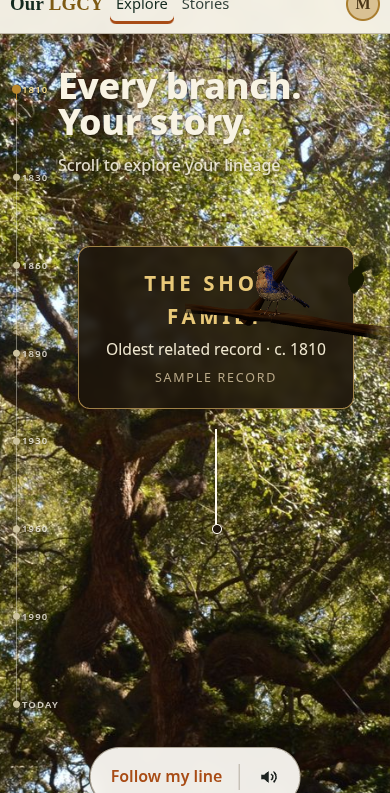 Our LGCY Explore Stories M
Every branch.
Your story.
Scroll to explore your lineage
1810
1830
1860
1890
1930
1960
1990
TODAY
THE
Oldest related record · c. 1810
SAMPLE RECORD
Follow my line